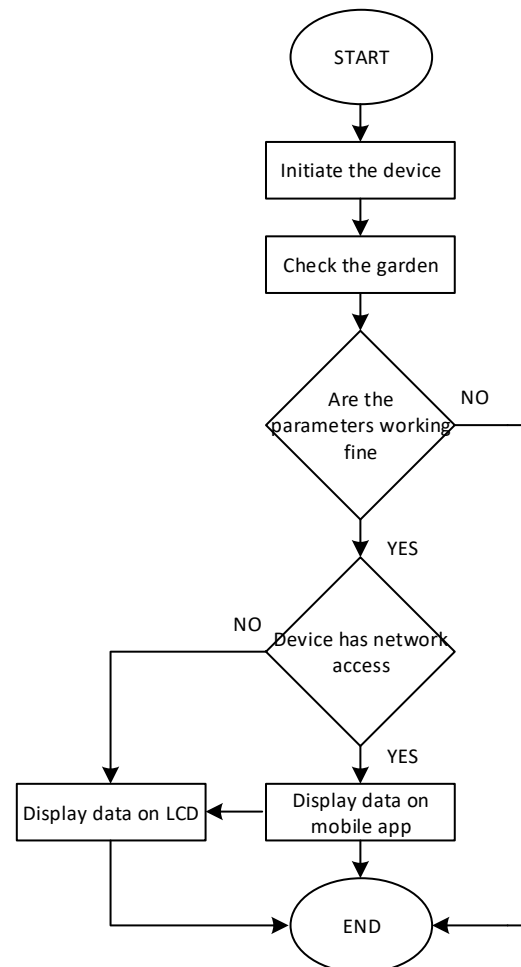 START
Initiate the device
Check the garden
Are the
parameters working
fine
NO
YES
NO
Device has network
access
YES
Display data on LCD
Display data on
mobile app
END